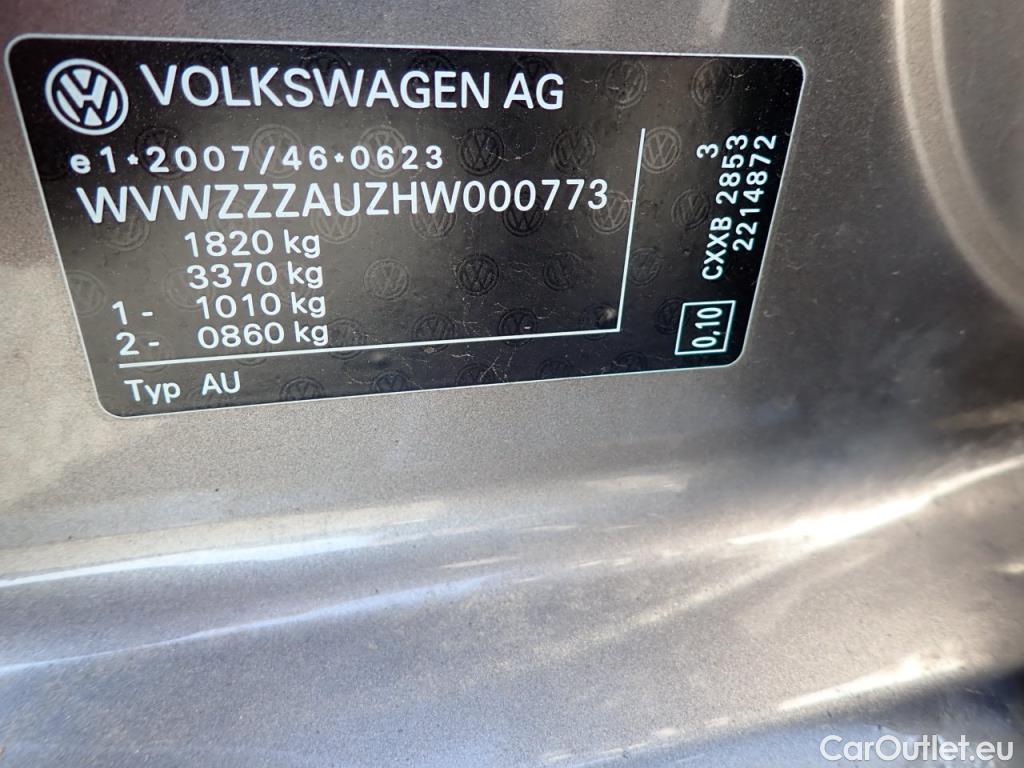 VOLKSWAGEN AG
e1*2007/46*0623
WVWZZZAUZHW000773
1820 kg
3370 kg
1 - 1010 kg
2 - 0860 kg
Typ AU
3
CXXB 2853
2214872
0,10
CarOutlet.eu